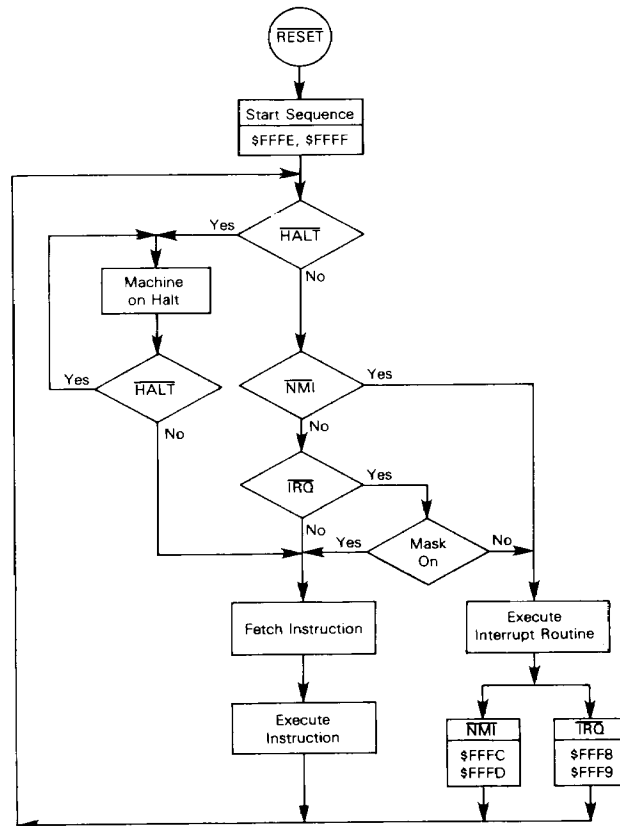 RESET
Start Sequence
$FFFE, $FFFF
Yes
HALT
No
Machine
on Halt
Yes
HALT
No
NMI
Yes
No
IRQ
Yes
No
Yes
Mask
On
No
Fetch Instruction
Execute
Interrupt Routine
Execute
Instruction
NMI
$FFFC
$FFFD
IRQ
$FFF8
$FFF9